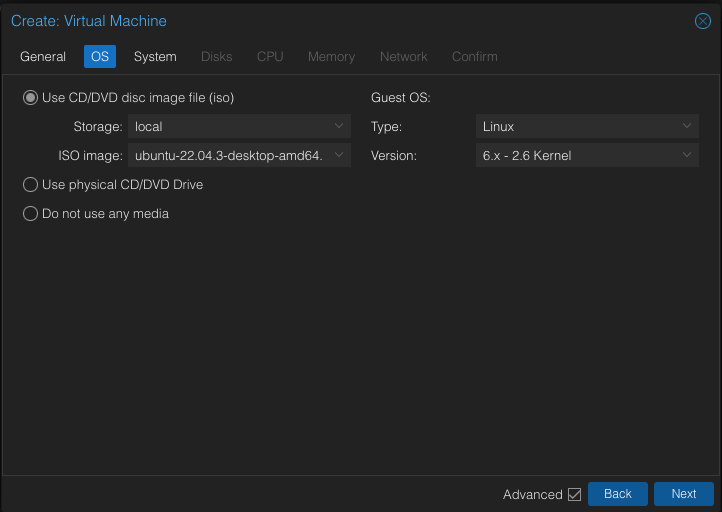 Create: Virtual Machine
General OS System Disks CPU Memory Network Confirm
Use CD/DVD disc image file (iso)
Storage: local
ISO image: ubuntu-22.04.3-desktop-amd64.
Use physical CD/DVD Drive
Do not use any media
Guest OS:
Type: Linux
Version: 6.x - 2.6 Kernel
Advanced Back Next